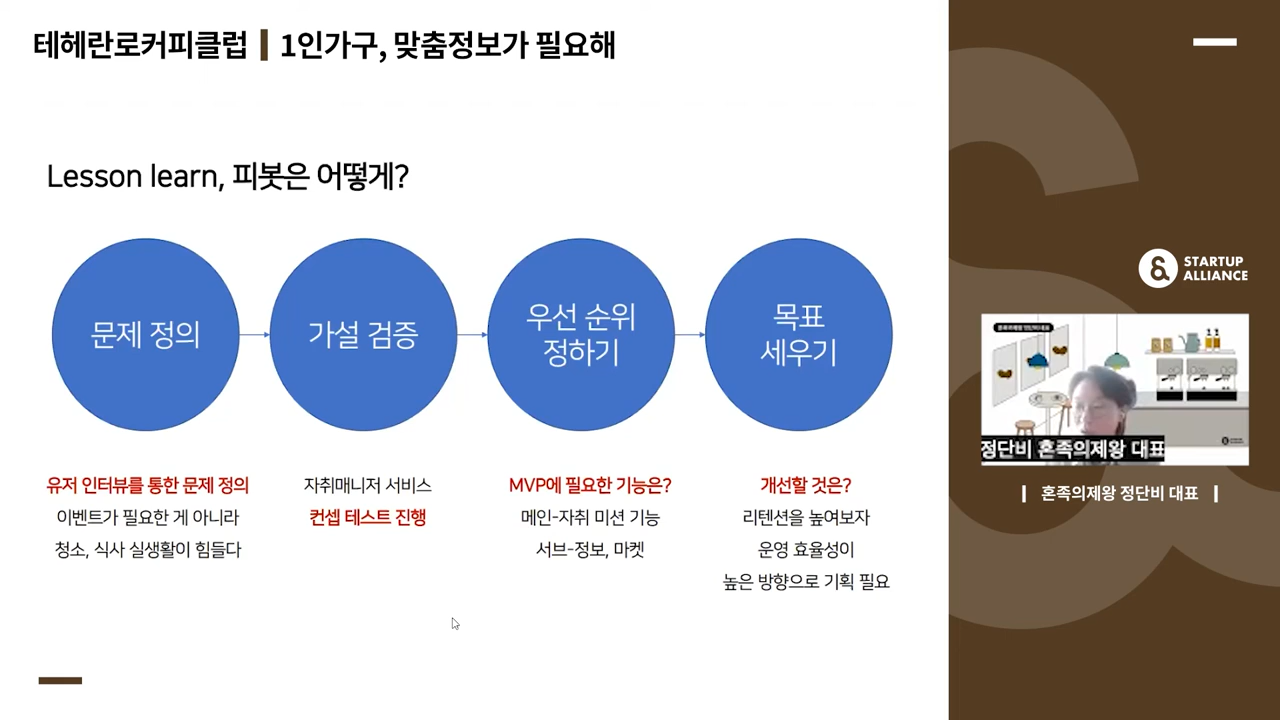 테헤란로커피클럽 | 1인가구, 맞춤정보가 필요해
Lesson learn, 피봇은 어떻게?
문제 정의
가설 검증
우선 순위
정하기
목표
세우기
유저 인터뷰를 통한 문제 정의
이벤트가 필요한 게 아니라
청소, 식사 실생활이 힘들다
자취매니저 서비스
컨셉 테스트 진행
MVP에 필요한 기능은?
메인-자취 미션 기능
서브-정보, 마켓
개선할 것은?
리텐션을 높여보자
운영 효율성이
높은 방향으로 기획 필요
STARTUP
ALLIANCE
정단비 혼족의제왕 대표
| 혼족의제왕 정단비 대표 |